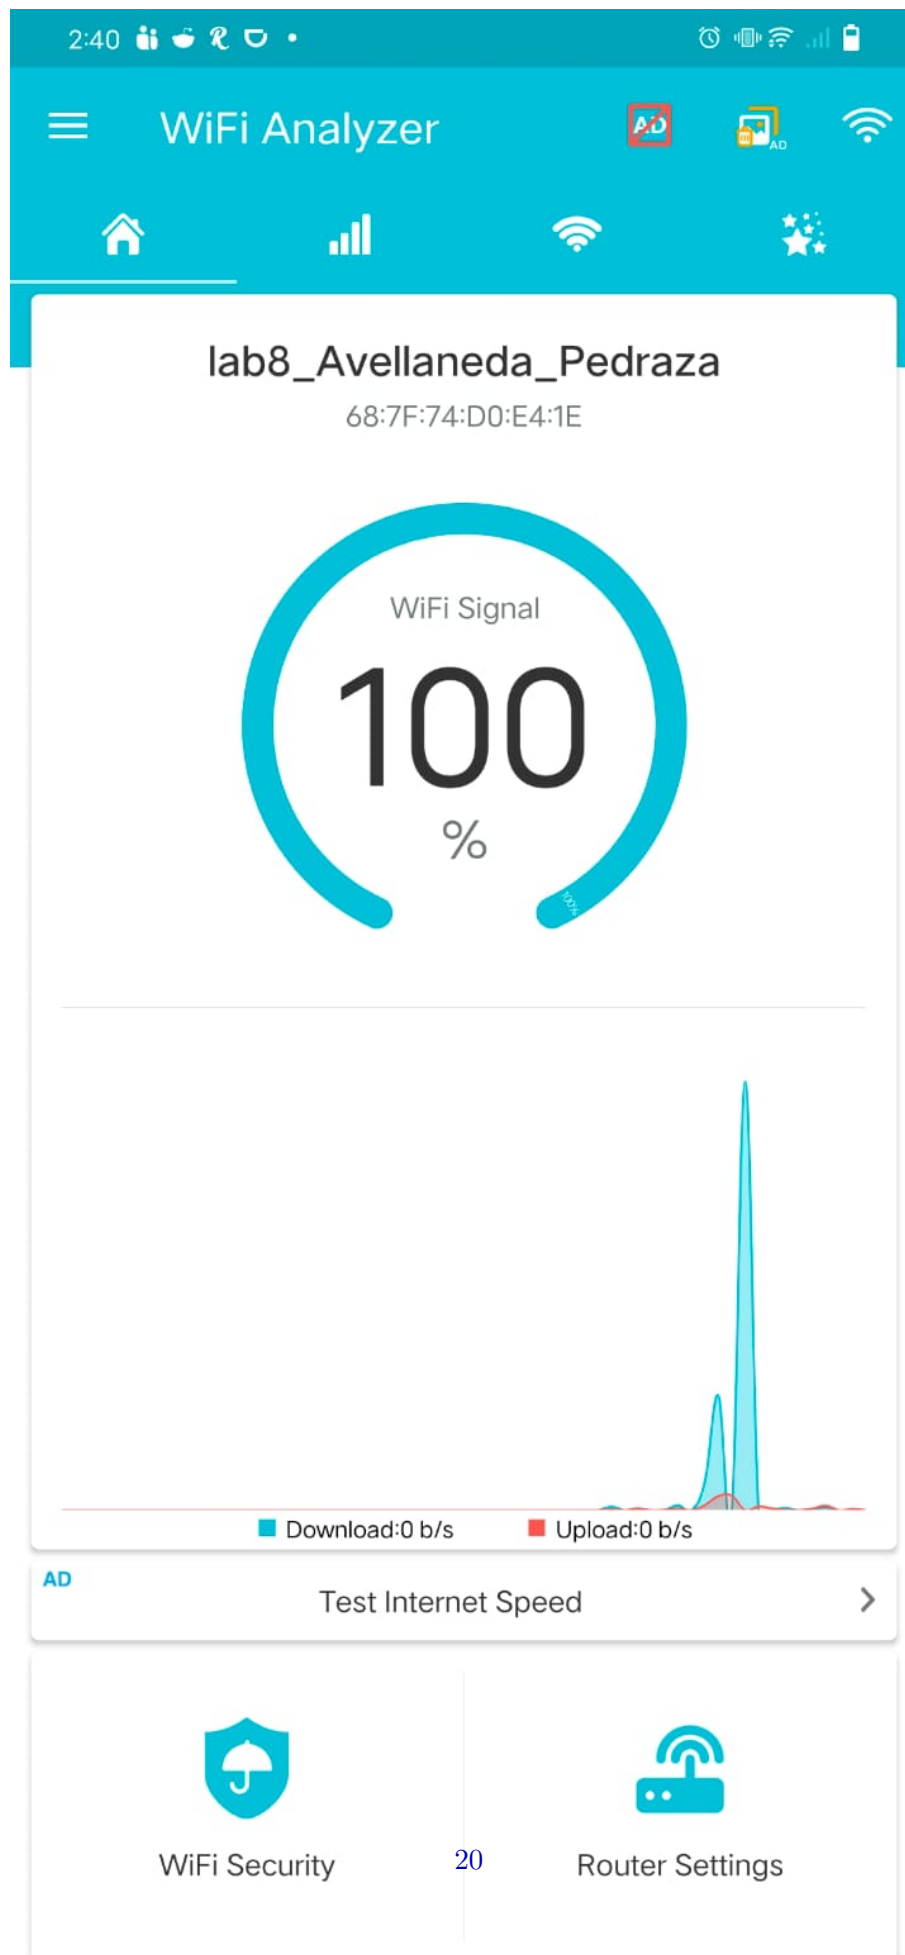 2:40
WiFi Analyzer
AD
AD
lab8_Avellaneda_Pedraza
68:7F:74:D0:E4:1E
WiFi Signal
100
%
100%
Download:0 b/s Upload:0 b/s
AD
Test Internet Speed
WiFi Security 20 Router Settings